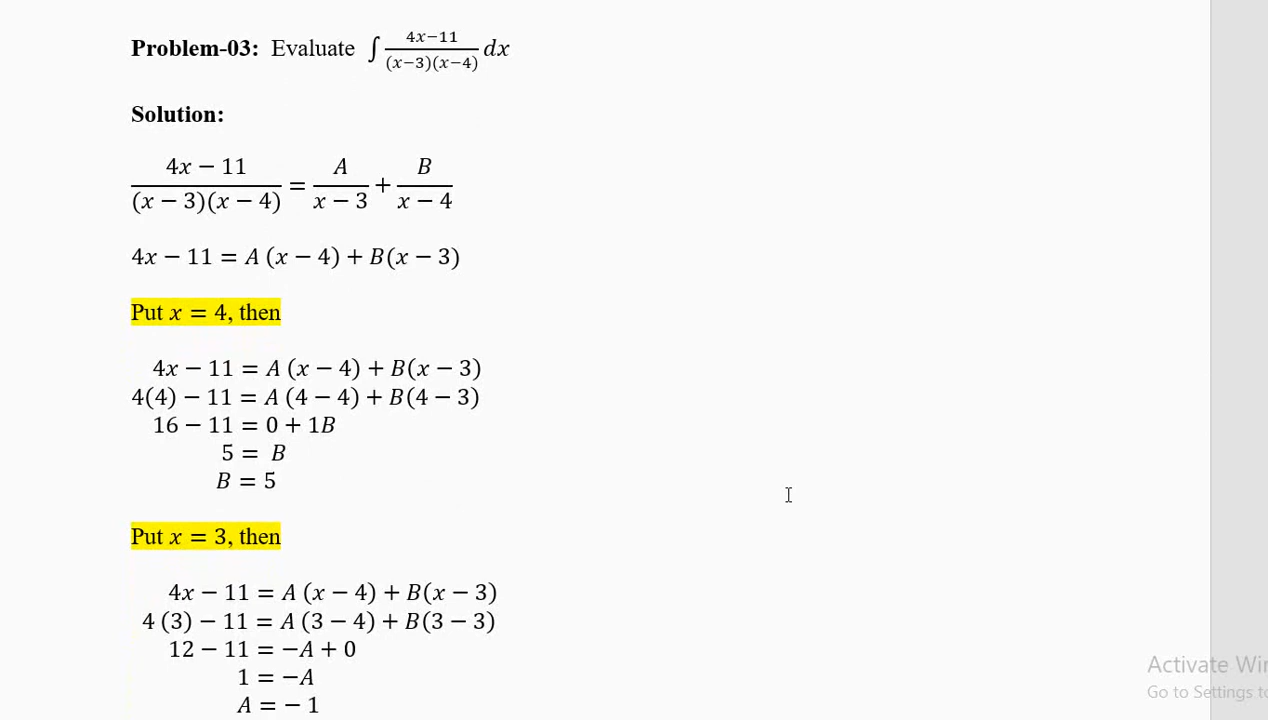 Problem-03: Evaluate ∫ 4x−11/(x−3)(x−4) dx
Solution:
4x − 11/(x − 3)(x − 4) = A/x − 3 + B/x − 4
4x − 11 = A (x − 4) + B(x − 3)
Put x = 4, then
4x − 11 = A (x − 4) + B(x − 3)
4(4) − 11 = A (4 − 4) + B(4 − 3)
16 − 11 = 0 + 1B
5 = B
B = 5
Put x = 3, then
4x − 11 = A (x − 4) + B(x − 3)
4 (3) − 11 = A (3 − 4) + B(3 − 3)
12 − 11 = −A + 0
1 = −A
A = − 1
Activate Win
Go to Settings to